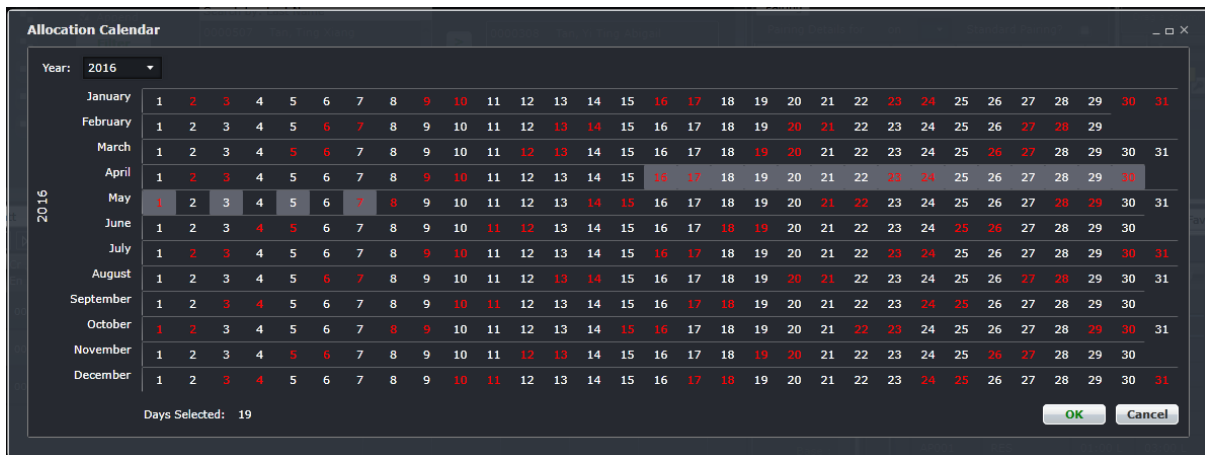 Allocation Calendar
Year: 2016
2016
January 1 2 3 4 5 6 7 8 9 10 11 12 13 14 15 16 17 18 19 20 21 22 23 24 25 26 27 28 29 30 31
February 1 2 3 4 5 6 7 8 9 10 11 12 13 14 15 16 17 18 19 20 21 22 23 24 25 26 27 28 29
March 1 2 3 4 5 6 7 8 9 10 11 12 13 14 15 16 17 18 19 20 21 22 23 24 25 26 27 28 29 30 31
April 1 2 3 4 5 6 7 8 9 10 11 12 13 14 15 16 17 18 19 20 21 22 23 24 25 26 27 28 29 30
May 1 2 3 4 5 6 7 8 9 10 11 12 13 14 15 16 17 18 19 20 21 22 23 24 25 26 27 28 29 30 31
June 1 2 3 4 5 6 7 8 9 10 11 12 13 14 15 16 17 18 19 20 21 22 23 24 25 26 27 28 29 30
July 1 2 3 4 5 6 7 8 9 10 11 12 13 14 15 16 17 18 19 20 21 22 23 24 25 26 27 28 29 30 31
August 1 2 3 4 5 6 7 8 9 10 11 12 13 14 15 16 17 18 19 20 21 22 23 24 25 26 27 28 29 30 31
September 1 2 3 4 5 6 7 8 9 10 11 12 13 14 15 16 17 18 19 20 21 22 23 24 25 26 27 28 29 30
October 1 2 3 4 5 6 7 8 9 10 11 12 13 14 15 16 17 18 19 20 21 22 23 24 25 26 27 28 29 30 31
November 1 2 3 4 5 6 7 8 9 10 11 12 13 14 15 16 17 18 19 20 21 22 23 24 25 26 27 28 29 30
December 1 2 3 4 5 6 7 8 9 10 11 12 13 14 15 16 17 18 19 20 21 22 23 24 25 26 27 28 29 30 31
Days Selected: 19
OK Cancel